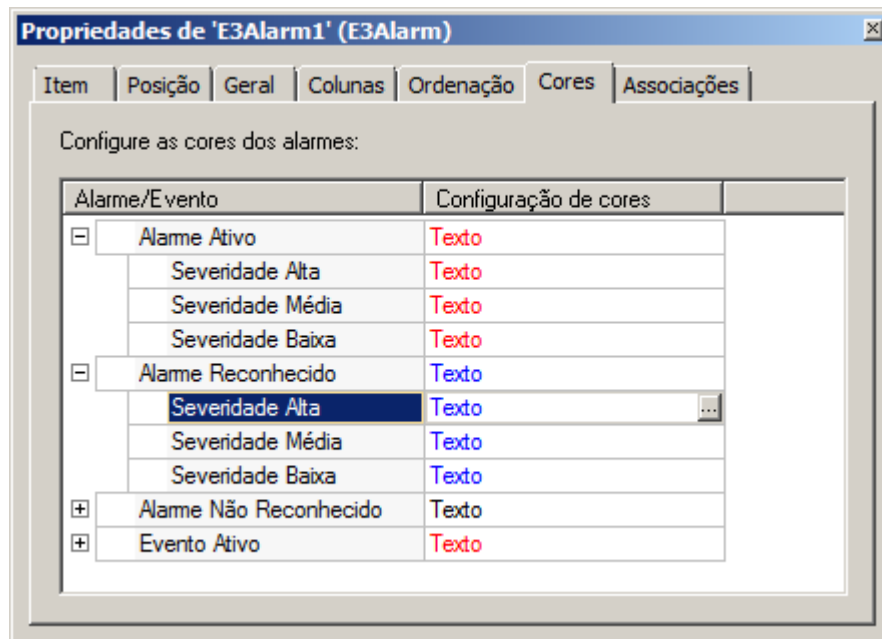 Propriedades de 'E3Alarm1' (E3Alarm)
Item Posição Geral Colunas Ordenação Cores Associações
Configure as cores dos alarmes:
Alarme/Evento Configuração de cores
Alarme Ativo Texto
Severidade Alta Texto
Severidade Média Texto
Severidade Baixa Texto
Alarme Reconhecido Texto
Severidade Alta Texto ...
Severidade Média Texto
Severidade Baixa Texto
Alarme Não Reconhecido Texto
Evento Ativo Texto